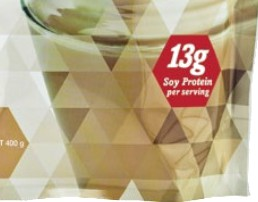 13g
Soy Protein
per serving
T 400 g